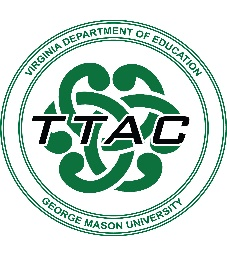 VIRGINIA DEPARTMENT OF EDUCATION
TTAC
GEORGE MASON UNIVERSITY